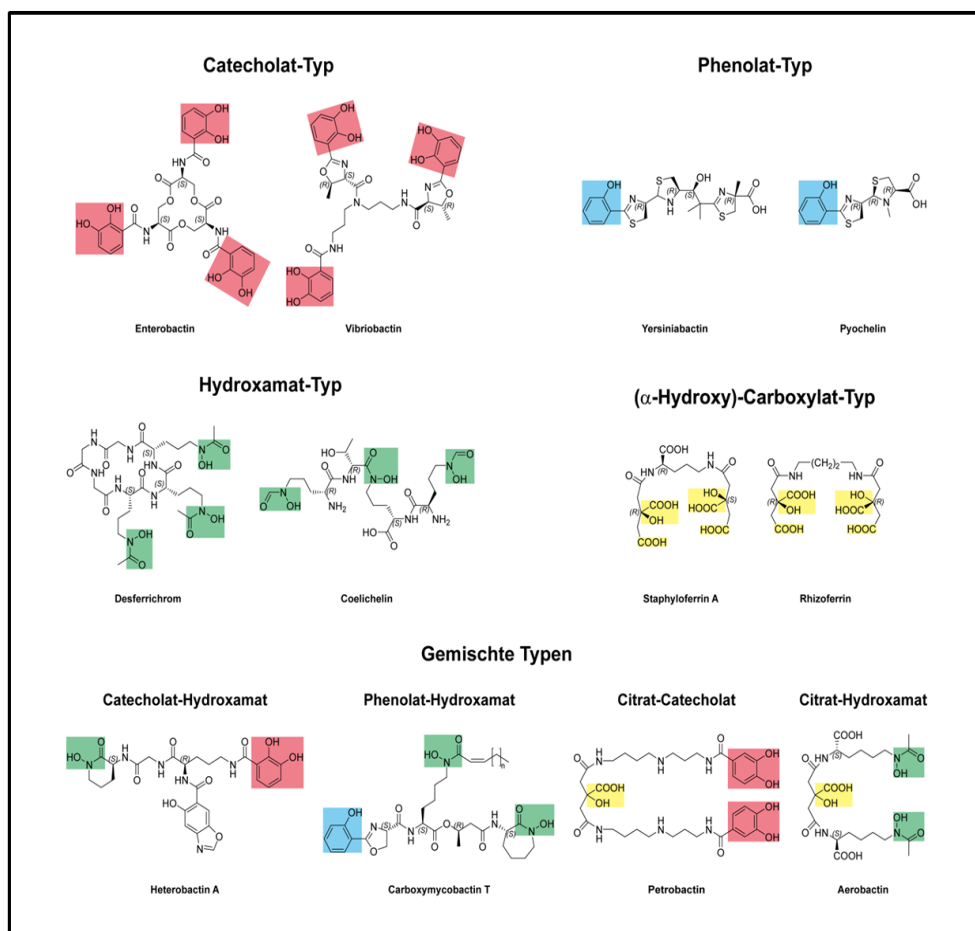 Catecholat-Typ
Phenolat-Typ
Enterobactin
Vibriobactin
Yersiniabactin
Pyochelin
Hydroxamat-Typ
(α-Hydroxy)-Carboxylat-Typ
Desferrichrom
Coelichelin
Staphyloferrin A
Rhizoferrin
Gemischte Typen
Catecholat-Hydroxamat
Phenolat-Hydroxamat
Citrat-Catecholat
Citrat-Hydroxamat
Heterobactin A
Carboxymycobactin T
Petrobactin
Aerobactin